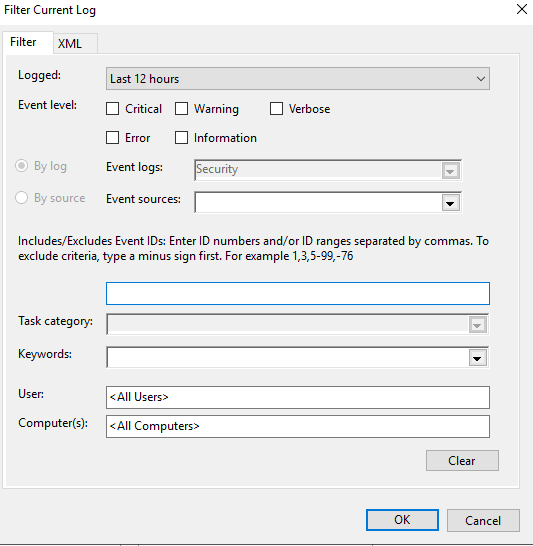 Filter Current Log
Filter XML
Logged: Last 12 hours
Event level: Critical Warning Verbose
Error Information
By log Event logs: Security
By source Event sources:
Includes/Excludes Event IDs: Enter ID numbers and/or ID ranges separated by commas. To
exclude criteria, type a minus sign first. For example 1,3,5-99,-76
Task category:
Keywords:
User: <All Users>
Computer(s): <All Computers>
Clear
OK Cancel